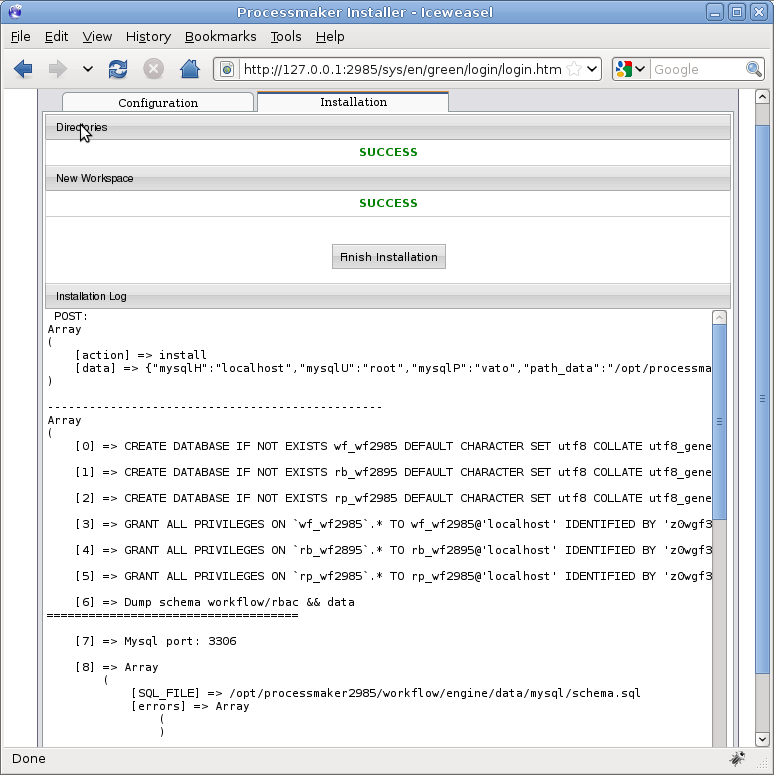 Processmaker Installer - Iceweasel
File Edit View History Bookmarks Tools Help
http://127.0.0.1:2985/sys/en/green/login/login.htm
Google
Configuration
Installation
Directories
SUCCESS
New Workspace
SUCCESS
Finish Installation
Installation Log
POST:
Array
(
[action] => install
[data] => {"mysqlH":"localhost","mysqlU":"root","mysqlP":"vato","path_data":"/opt/processma
)
------------------------------------------------
Array
(
[0] => CREATE DATABASE IF NOT EXISTS wf_wf2985 DEFAULT CHARACTER SET utf8 COLLATE utf8_gene
[1] => CREATE DATABASE IF NOT EXISTS rb_wf2895 DEFAULT CHARACTER SET utf8 COLLATE utf8_gene
[2] => CREATE DATABASE IF NOT EXISTS rp_wf2985 DEFAULT CHARACTER SET utf8 COLLATE utf8_gene
[3] => GRANT ALL PRIVILEGES ON `wf_wf2985`.* TO wf_wf2985@'localhost' IDENTIFIED BY 'z0wgf3
[4] => GRANT ALL PRIVILEGES ON `rb_wf2895`.* TO rb_wf2895@'localhost' IDENTIFIED BY 'z0wgf3
[5] => GRANT ALL PRIVILEGES ON `rp_wf2985`.* TO rp_wf2985@'localhost' IDENTIFIED BY 'z0wgf3
[6] => Dump schema workflow/rbac && data
====================================
[7] => Mysql port: 3306
[8] => Array
(
[SQL_FILE] => /opt/processmaker2985/workflow/engine/data/mysql/schema.sql
[errors] => Array
(
)
Done